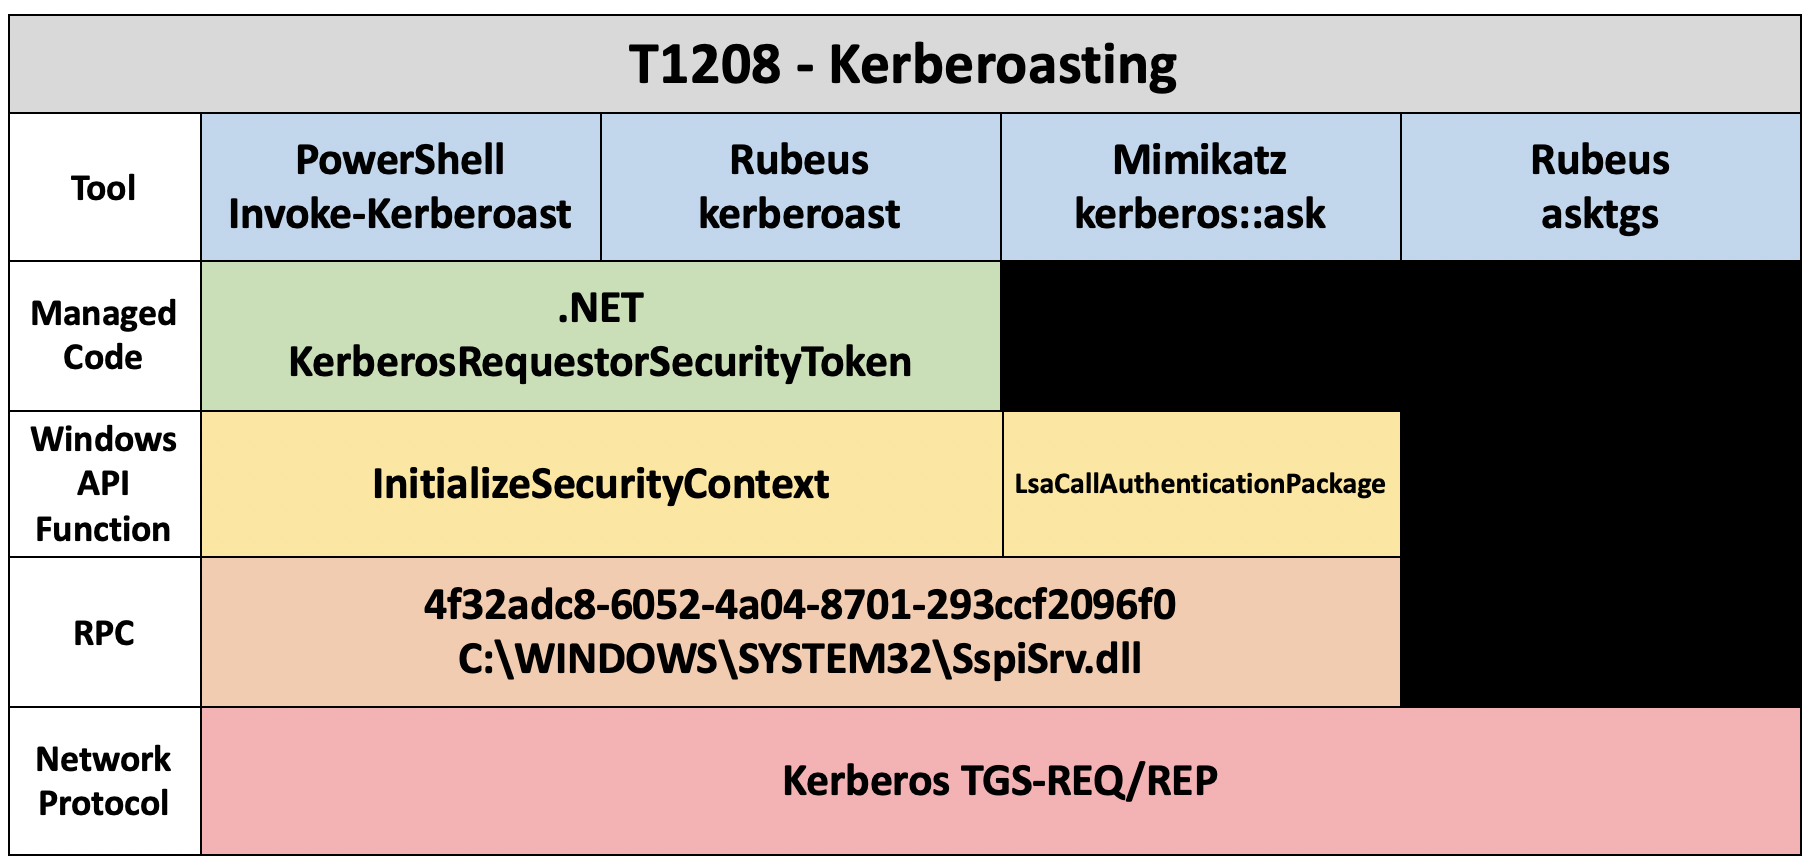 T1208 - Kerberoasting
Tool
PowerShell
Invoke-Kerberoast
Rubeus
kerberoast
Mimikatz
kerberos::ask
Rubeus
asktgs
Managed
Code
.NET
KerberosRequestorSecurityToken
Windows
API
Function
InitializeSecurityContext
LsaCallAuthenticationPackage
RPC
4f32adc8-6052-4a04-8701-293ccf2096f0
C:\WINDOWS\SYSTEM32\SspiSrv.dll
Network
Protocol
Kerberos TGS-REQ/REP